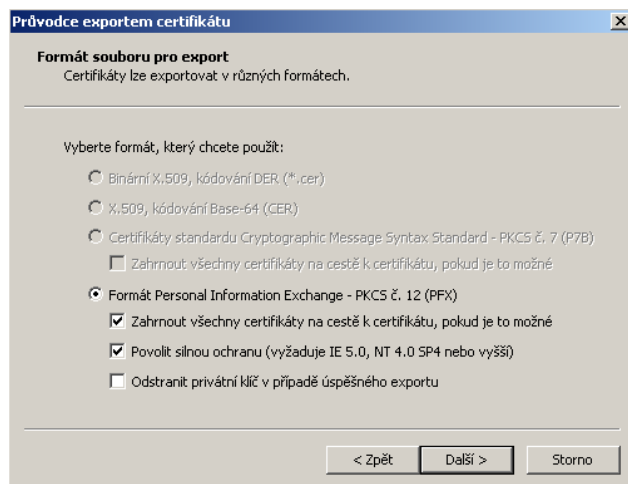 Průvodce exportem certifikátu
Formát souboru pro export
Certifikáty lze exportovat v různých formátech.
Vyberte formát, který chcete použít:
Binární X.509, kódování DER (*.cer)
X.509, kódování Base-64 (CER)
Certifikáty standardu Cryptographic Message Syntax Standard - PKCS č. 7 (P7B)
Zahrnout všechny certifikáty na cestě k certifikátu, pokud je to možné
Formát Personal Information Exchange - PKCS č. 12 (PFX)
Zahrnout všechny certifikáty na cestě k certifikátu, pokud je to možné
Povolit silnou ochranu (vyžaduje IE 5.0, NT 4.0 SP4 nebo vyšší)
Odstranit privátní klíč v případě úspěšného exportu
< Zpět Další > Storno